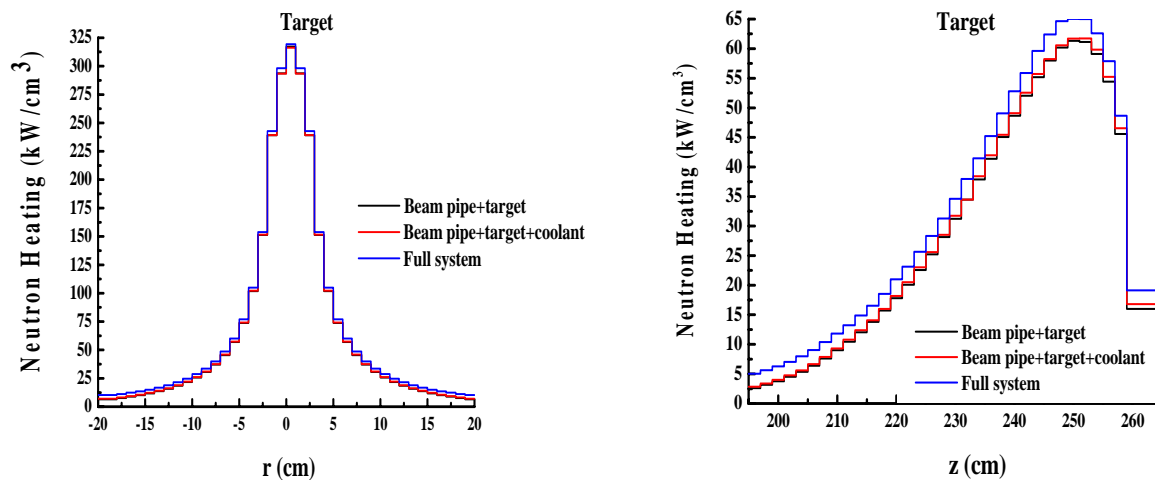 Target
Neutron Heating (kW/cm³)
325
300
275
250
225
200
175
150
125
100
75
50
25
0
-20 -15 -10 -5 0 5 10 15 20
r (cm)
Beam pipe+target
Beam pipe+target+coolant
Full system
Target
Neutron Heating (kW/cm³)
65
60
55
50
45
40
35
30
25
20
15
10
5
0
200 210 220 230 240 250 260
z (cm)
Beam pipe+target
Beam pipe+target+coolant
Full system